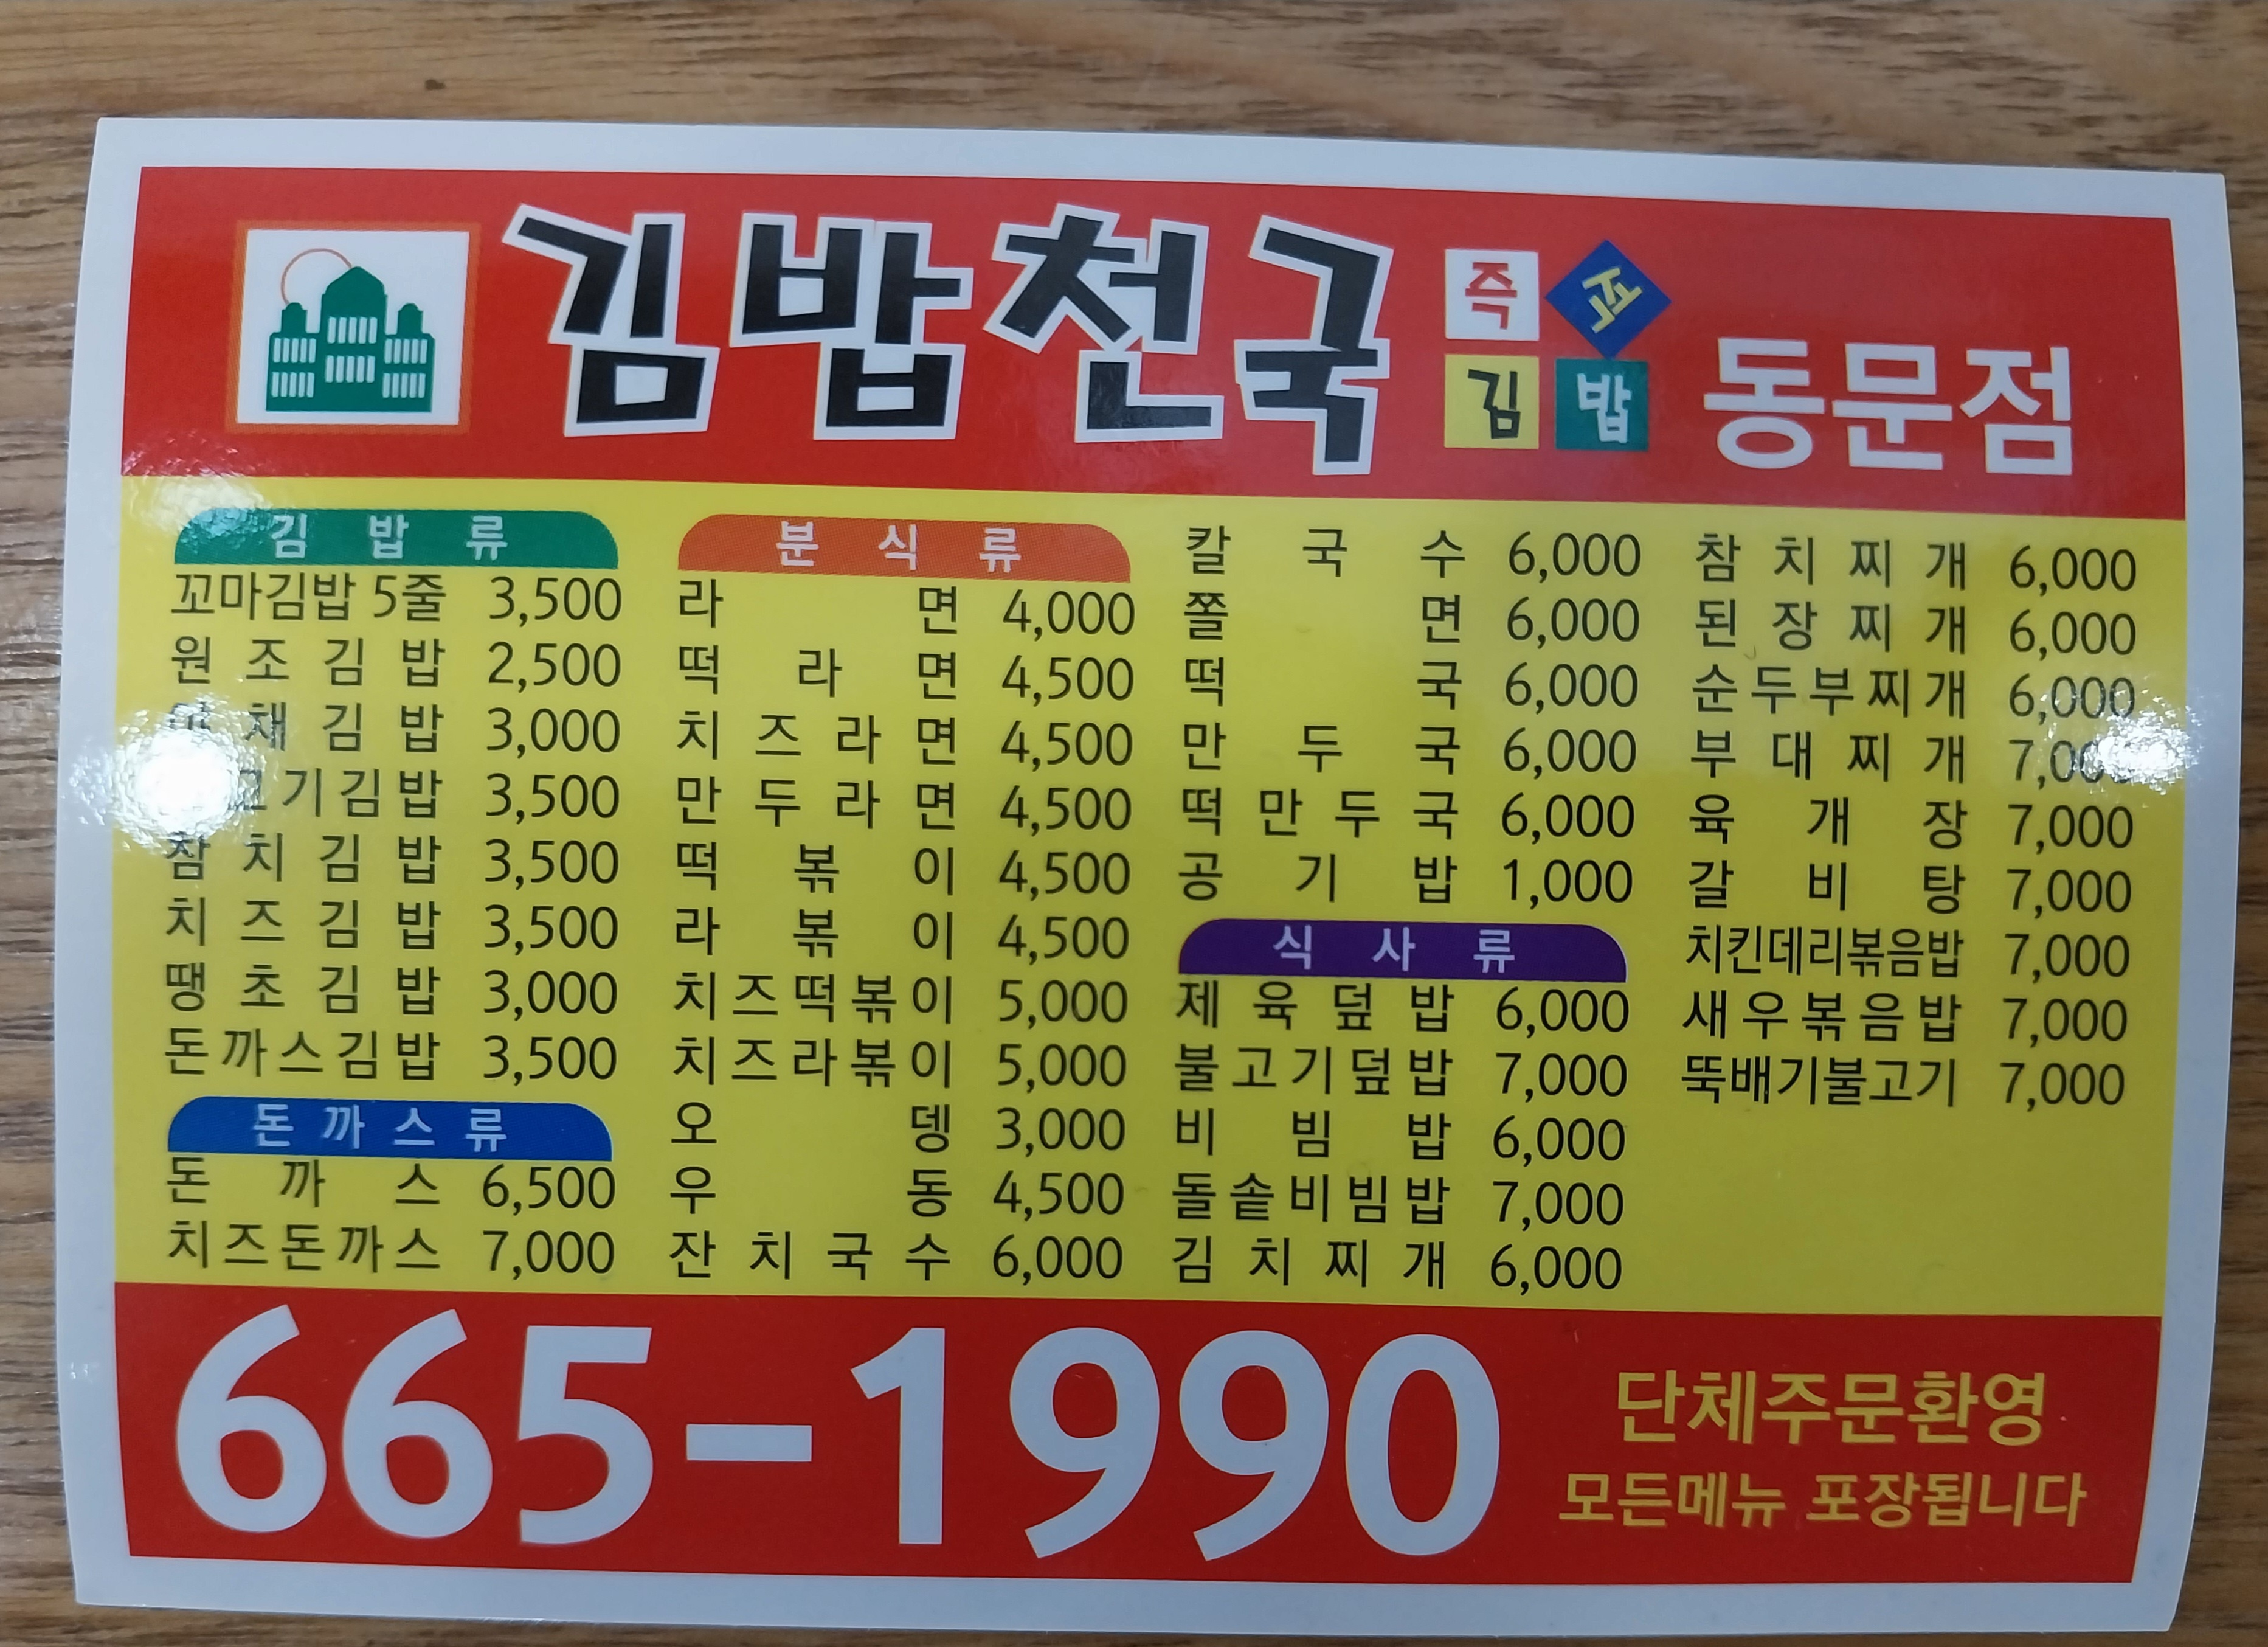 김밥천국 즉석김밥 동문점
김밥류
꼬마김밥 5줄 3,500
원조김밥 2,500
채김밥 3,000
고기김밥 3,500
참치김밥 3,500
치즈김밥 3,500
땡초김밥 3,000
돈까스김밥 3,500
돈까스류
돈까스 6,500
치즈돈까스 7,000
분식류
라면 4,000
떡라면 4,500
치즈라면 4,500
만두라면 4,500
떡볶이 4,500
라볶이 4,500
치즈떡볶이 5,000
치즈라볶이 5,000
오뎅 3,000
우동 4,500
잔치국수 6,000
칼국수 6,000
쫄면 6,000
떡국 6,000
만두국 6,000
떡만두국 6,000
공기밥 1,000
식사류
제육덮밥 6,000
불고기덮밥 7,000
비빔밥 6,000
돌솥비빔밥 7,000
김치찌개 6,000
참치찌개 6,000
된장찌개 6,000
순두부찌개 6,000
부대찌개 7,000
육개장 7,000
갈비탕 7,000
치킨데리볶음밥 7,000
새우볶음밥 7,000
뚝배기불고기 7,000
665-1990
단체주문환영
모든메뉴 포장됩니다